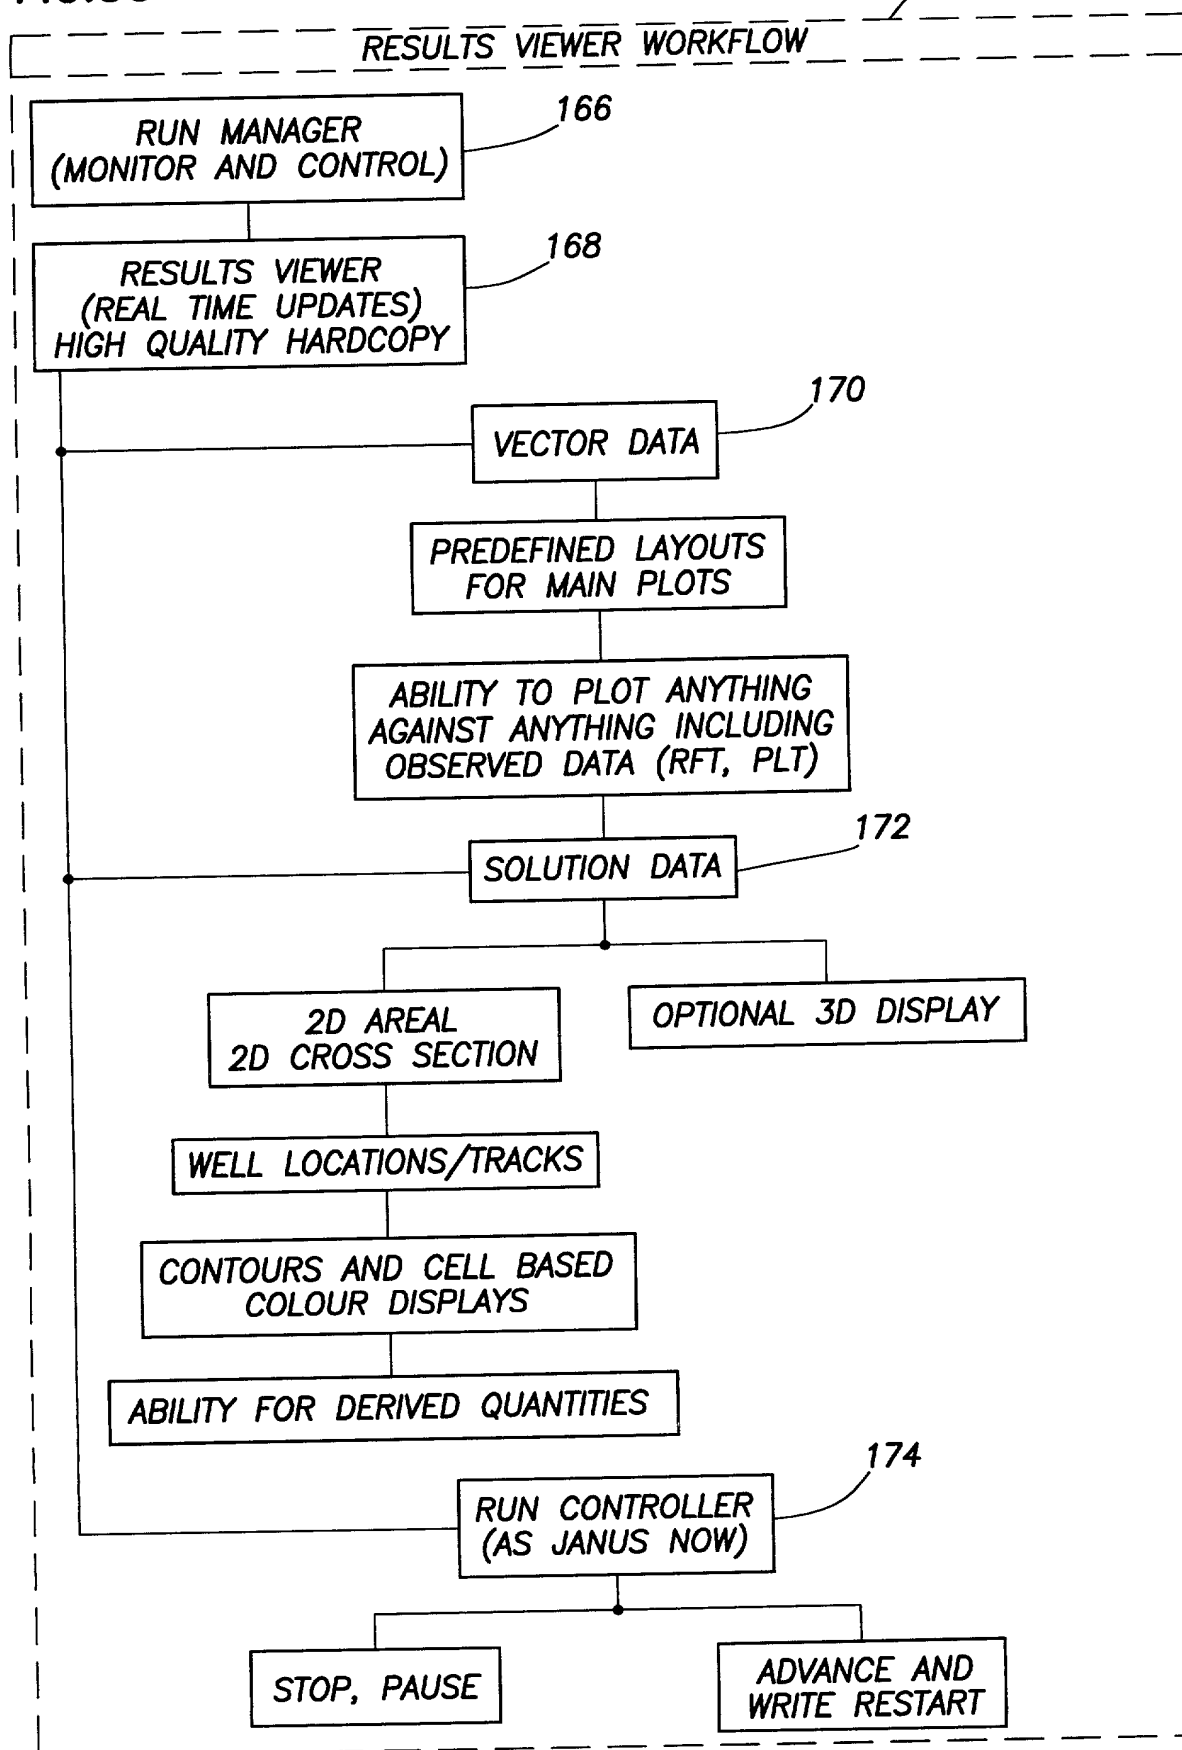 RESULTS VIEWER WORKFLOW
166
RUN MANAGER
(MONITOR AND CONTROL)
168
RESULTS VIEWER
(REAL TIME UPDATES)
HIGH QUALITY HARDCOPY
170
VECTOR DATA
PREDEFINED LAYOUTS
FOR MAIN PLOTS
ABILITY TO PLOT ANYTHING
AGAINST ANYTHING INCLUDING
OBSERVED DATA (RFT, PLT)
172
SOLUTION DATA
2D AREAL
2D CROSS SECTION
OPTIONAL 3D DISPLAY
WELL LOCATIONS/TRACKS
CONTOURS AND CELL BASED
COLOUR DISPLAYS
ABILITY FOR DERIVED QUANTITIES
174
RUN CONTROLLER
(AS JANUS NOW)
STOP, PAUSE
ADVANCE AND
WRITE RESTART